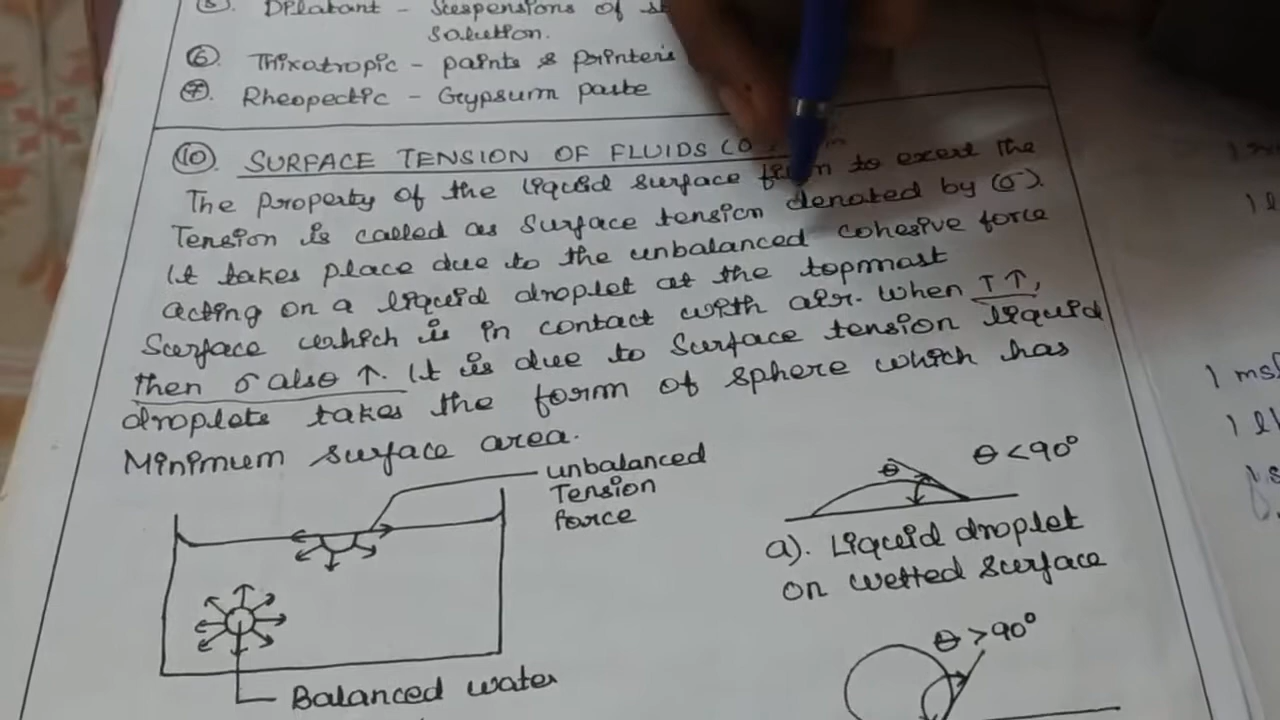 Dilatant - Suspensions of
Solution.
⑥. Thixatropic - paints & printer's
⑦. Rheopectic - Gypsum paste
⑩. SURFACE TENSION OF FLUIDS
The property of the liquid surface film to exert the
Tension is called as Surface tension denoted by (σ).
It takes place due to the unbalanced cohesive force
acting on a liquid droplet at the topmost
Surface which is in contact with air. When T↑,
then σ also ↑. It is due to Surface tension liquid
droplets takes the form of sphere which has
Minimum surface area.
unbalanced
Tension
force
Balanced water
θ
θ < 90°
a). Liquid droplet
on wetted surface
θ > 90°